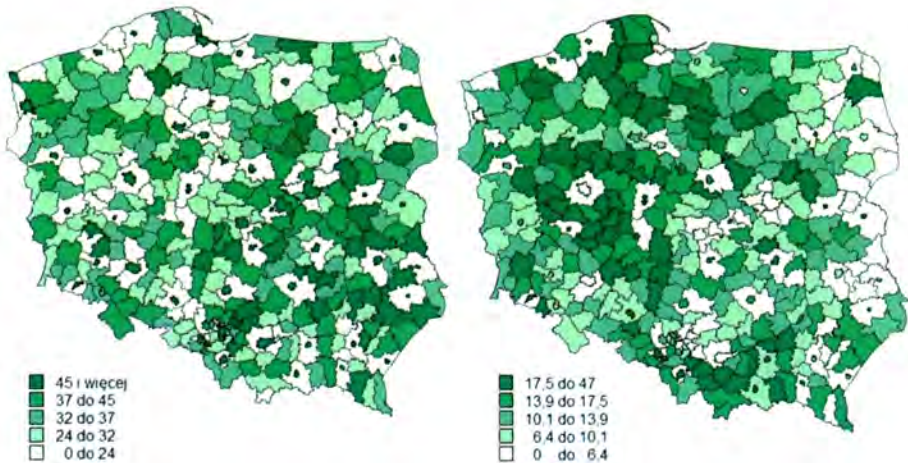 45 i więcej
37 do 45
32 do 37
24 do 32
0 do 24
17,5 do 47
13,9 do 17,5
10,1 do 13,9
6,4 do 10,1
0 do 6,4